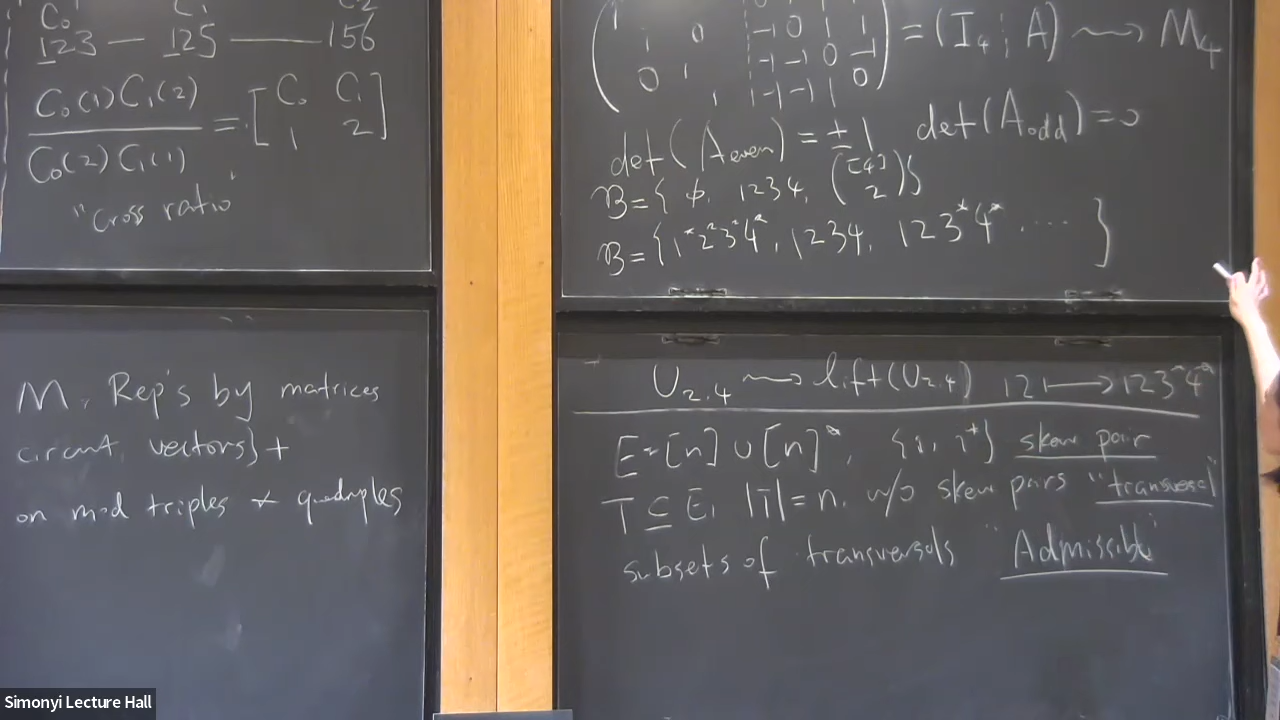 C₀ C₁ C₂
123 — 125 —— 156
C₀(1)C₁(2) / C₀(2)C₁(1) = [C₀ C₁ / 1 2]
"Cross ratio"
M. Rep's by matrices
circuit vectors} +
on mod triples + quadruples
= (I₄ ¦ A) ⇝ M₄
det(A_even) = ±1 det(A_odd) = 0
B = {∅, 1234, ([4] 2)}
B = {1*2*3*4*, 1234, 123*4*, .... }
U₂,₄ ⇝ lift(U₂,₄) 12 ↦ 123*4*
E = [n] ∪ [n]*, {1, 1*} skew pair
T ⊆ E, |T| = n. w/o skew pairs "transversal"
subsets of transversals "Admissible"
Simonyi Lecture Hall